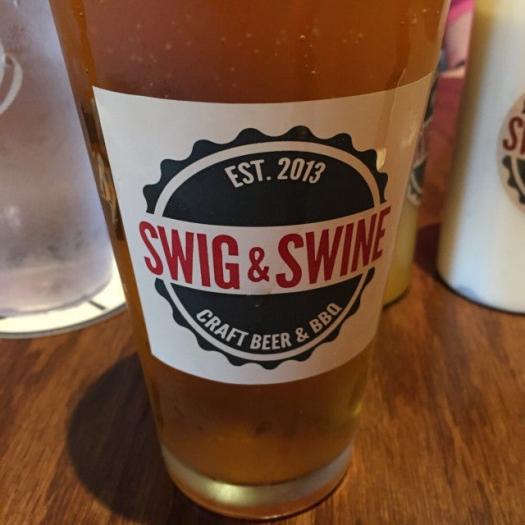 EST. 2013
SWIG & SWINE
CRAFT BEER & BBQ